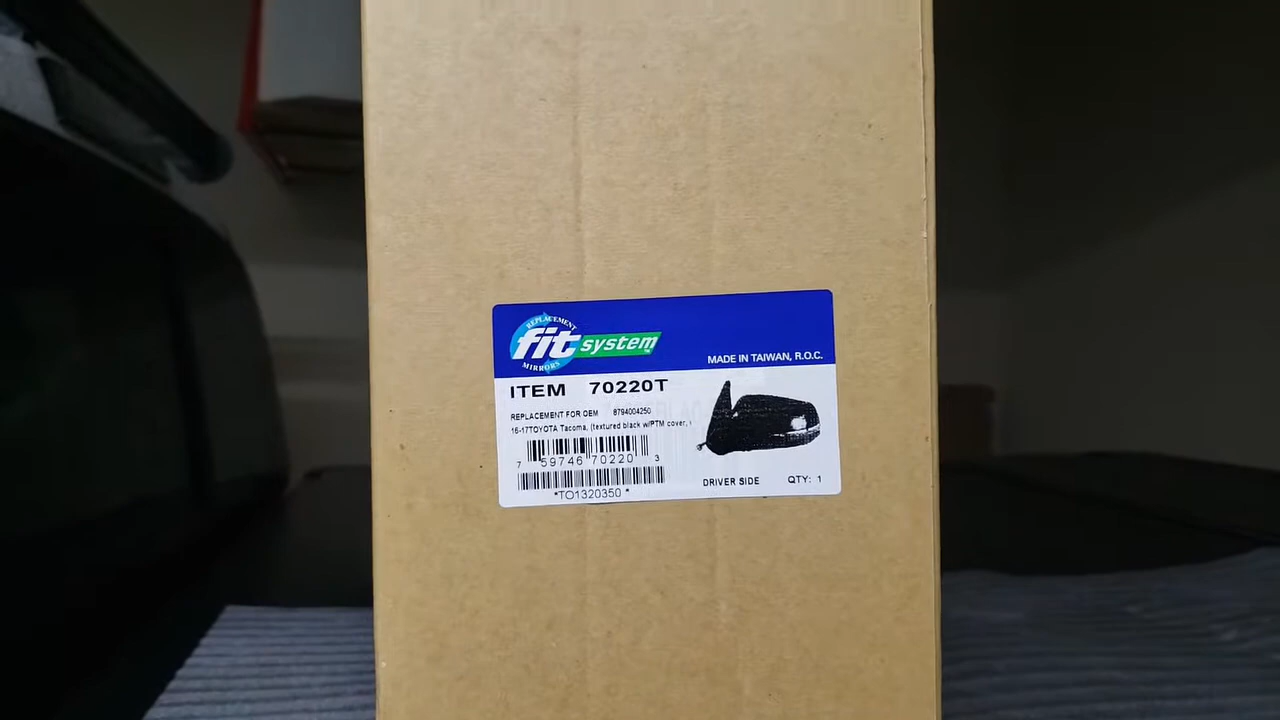 REPLACEMENT
fit system™
MIRRORS
MADE IN TAIWAN, R.O.C.
ITEM 70220T
REPLACEMENT FOR OEM 8794004250
16-17TOYOTA Tacoma, (textured black w/PTM cover,
7 59746 70220 3
*TO1320350*
DRIVER SIDE QTY: 1